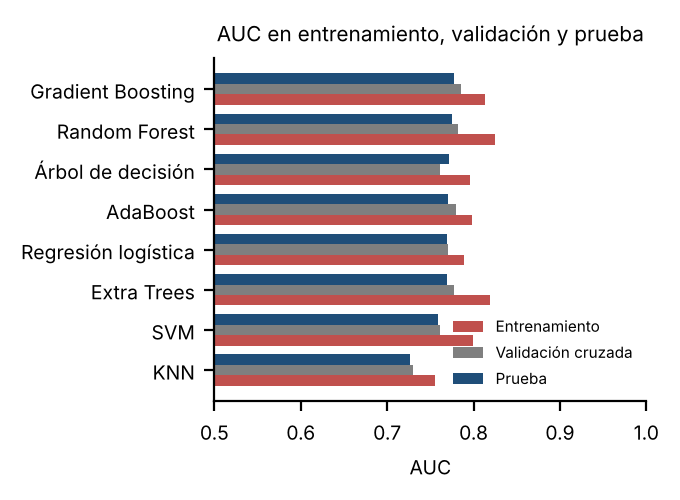 AUC en entrenamiento, validación y prueba
Gradient Boosting
Random Forest
Árbol de decisión
AdaBoost
Regresión logística
Extra Trees
SVM
KNN
Entrenamiento
Validación cruzada
Prueba
0.5 0.6 0.7 0.8 0.9 1.0
AUC